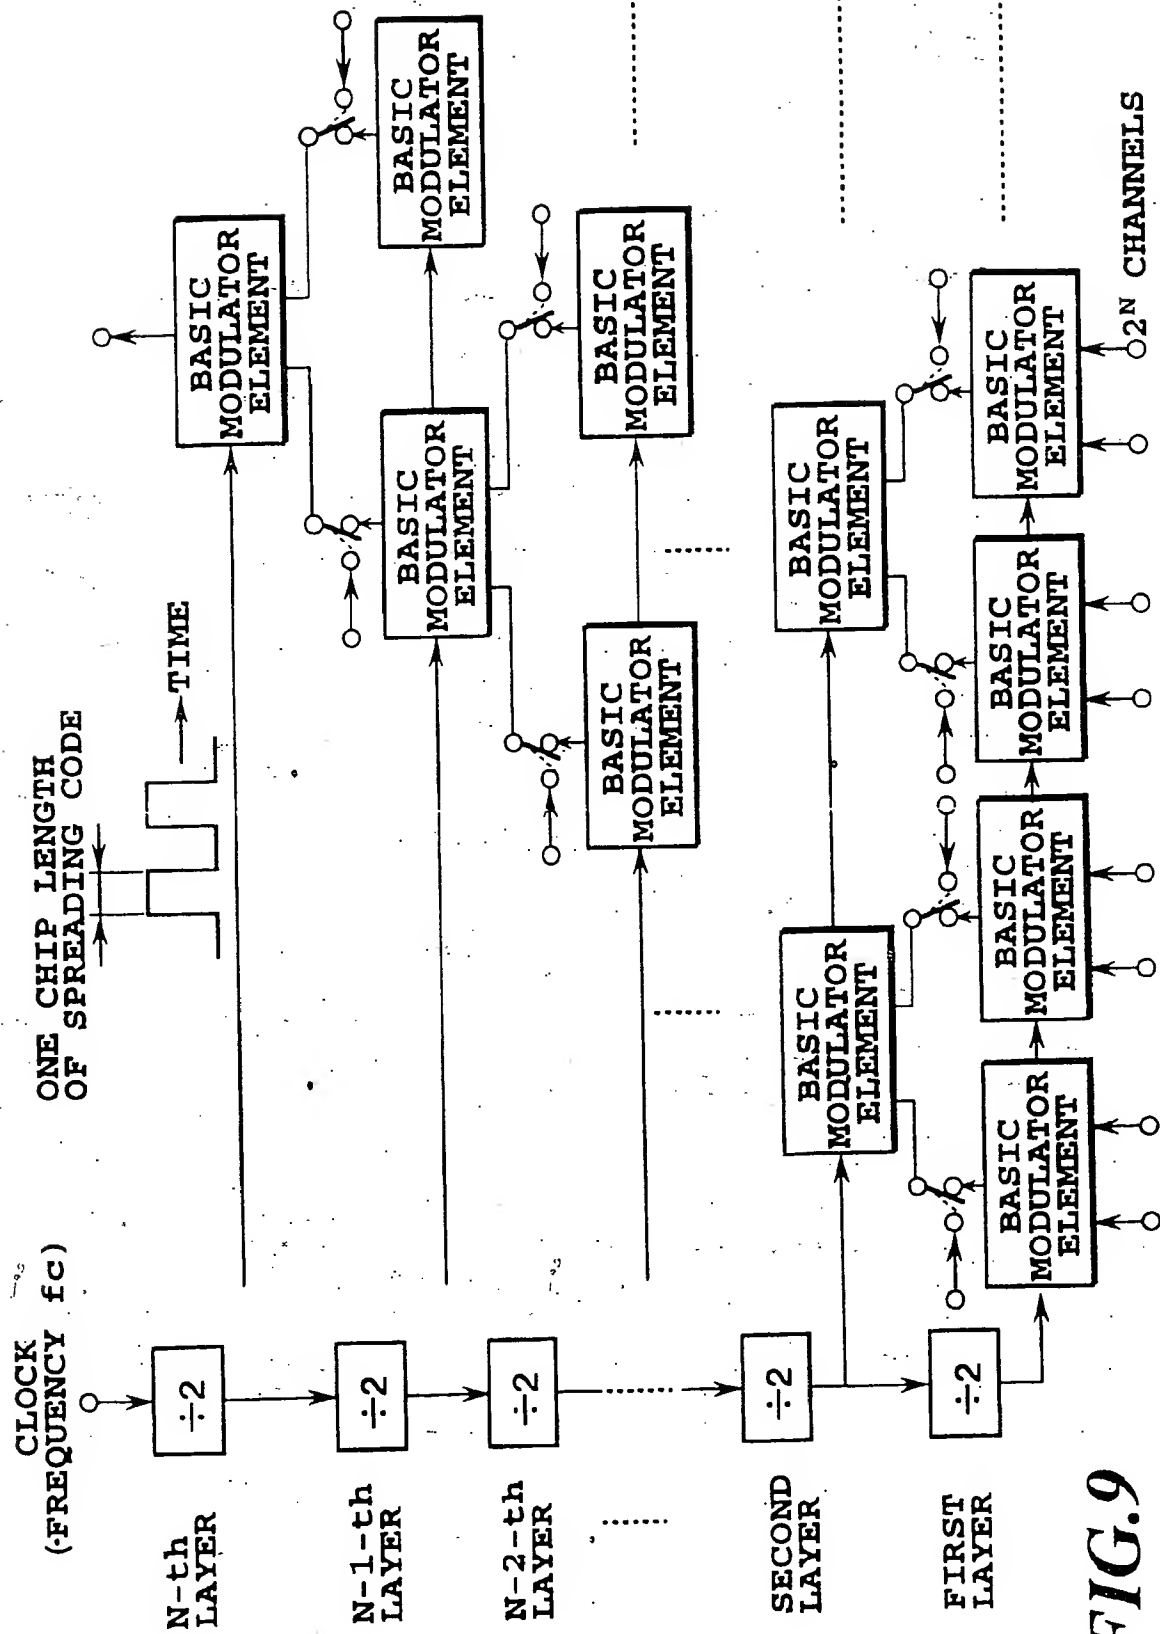 CLOCK
(FREQUENCY fc)
ONE CHIP LENGTH
OF SPREADING CODE
TIME
N-th
LAYER
÷2
BASIC
MODULATOR
ELEMENT
N-1-th
LAYER
÷2
BASIC
MODULATOR
ELEMENT
BASIC
MODULATOR
ELEMENT
N-2-th
LAYER
÷2
BASIC
MODULATOR
ELEMENT
BASIC
MODULATOR
ELEMENT
SECOND
LAYER
÷2
BASIC
MODULATOR
ELEMENT
BASIC
MODULATOR
ELEMENT
FIRST
LAYER
÷2
BASIC
MODULATOR
ELEMENT
BASIC
MODULATOR
ELEMENT
BASIC
MODULATOR
ELEMENT
BASIC
MODULATOR
ELEMENT
2ᴺ CHANNELS
FIG.9